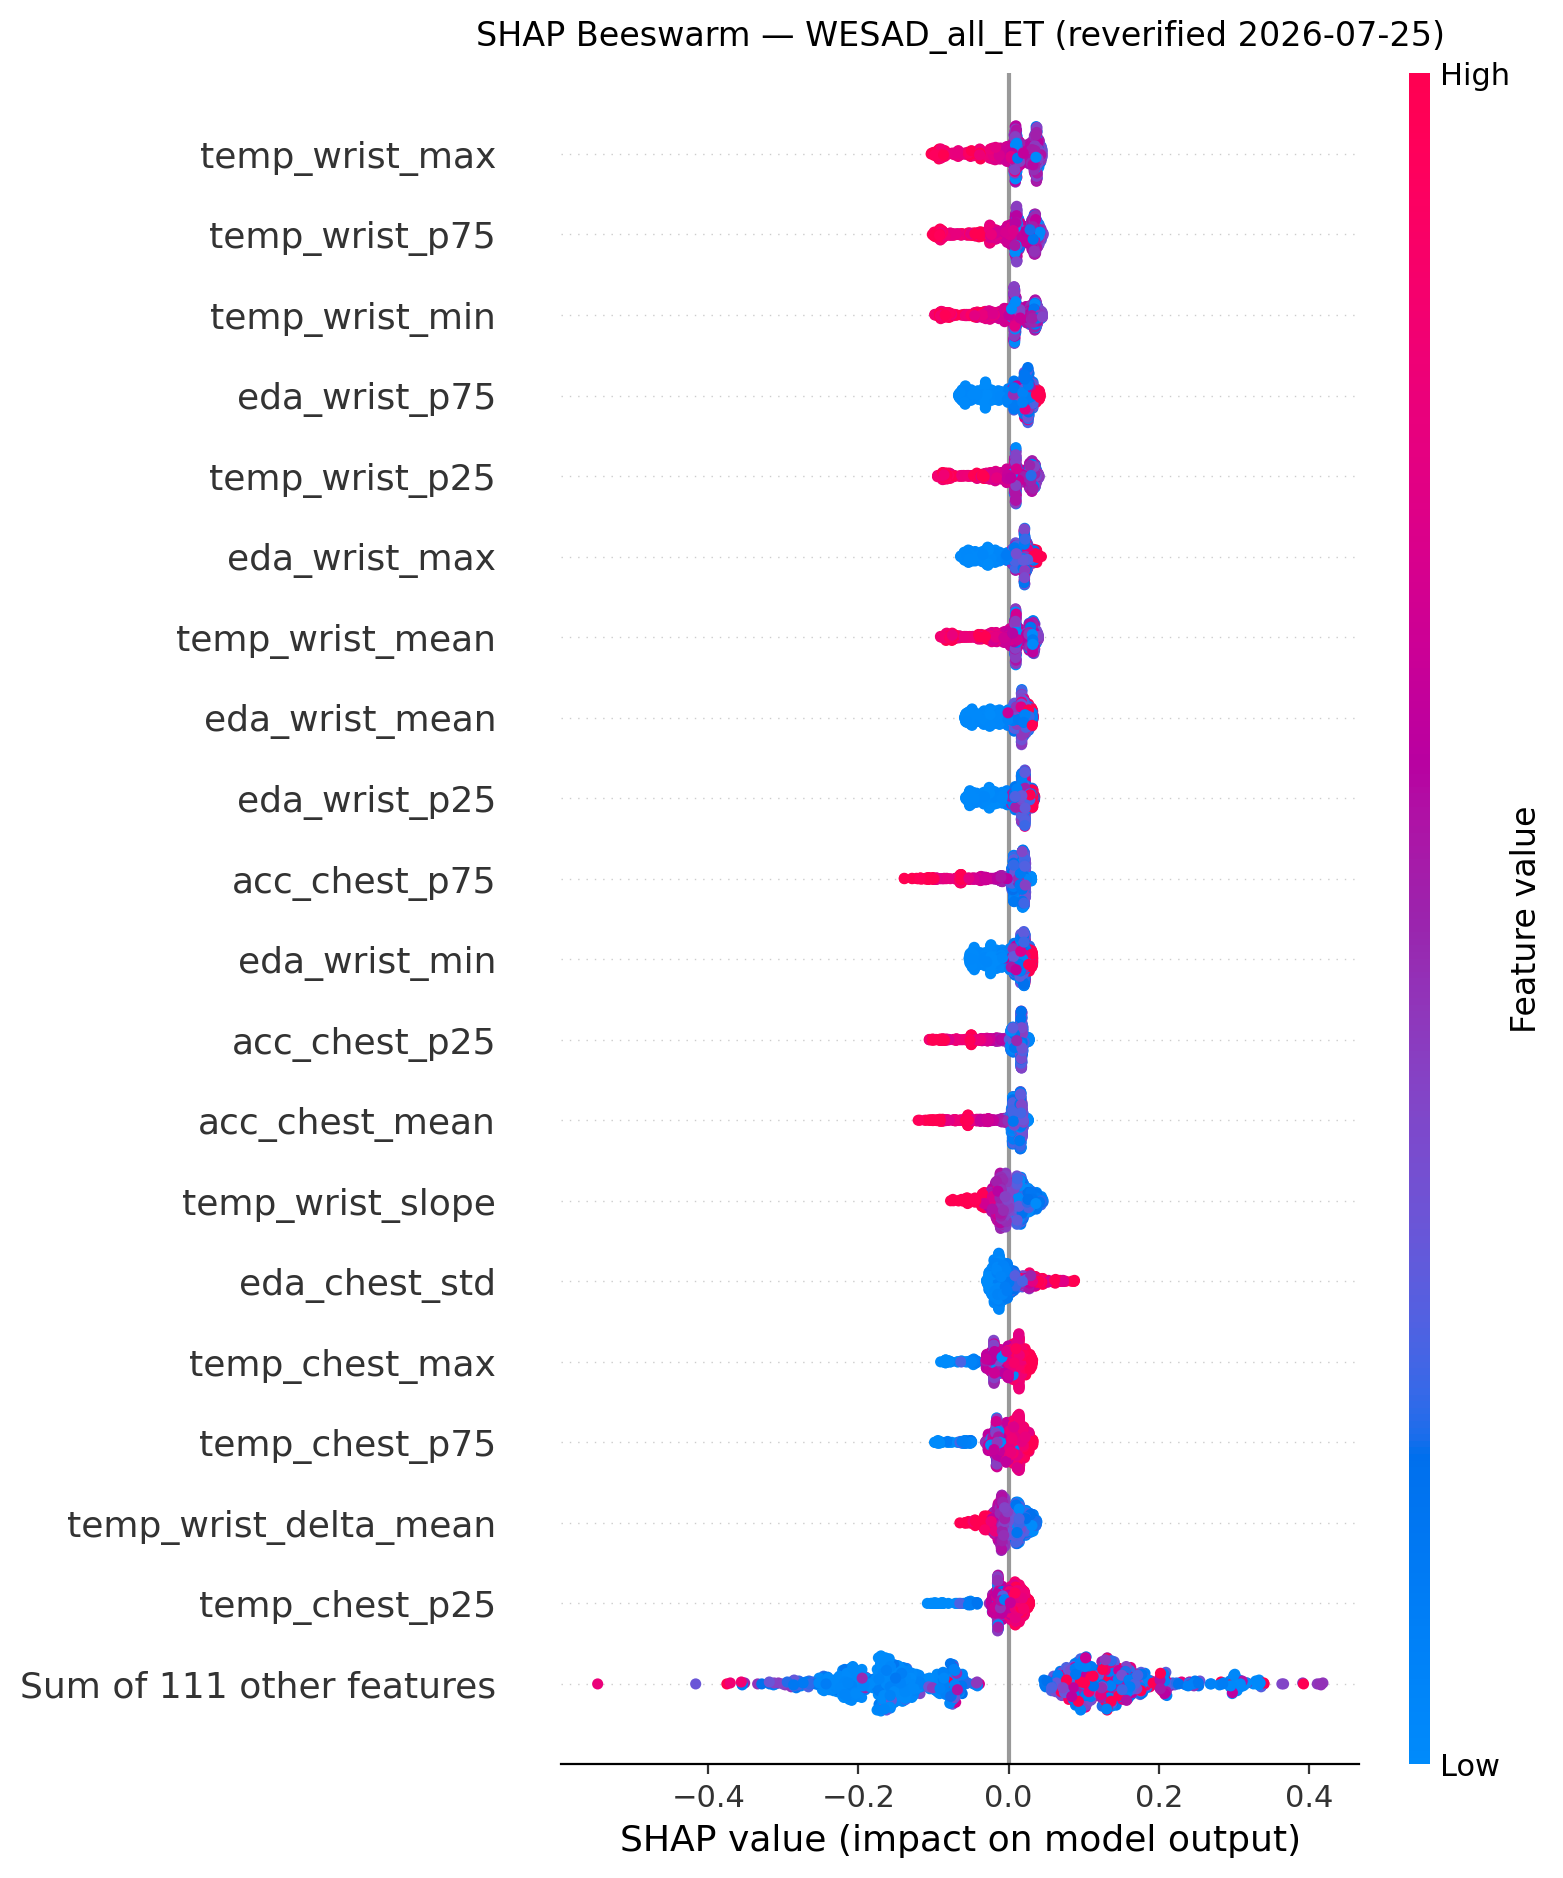 SHAP Beeswarm — WESAD_all_ET (reverified 2026-07-25)
High
temp_wrist_max
temp_wrist_p75
temp_wrist_min
eda_wrist_p75
temp_wrist_p25
eda_wrist_max
temp_wrist_mean
eda_wrist_mean
eda_wrist_p25
acc_chest_p75
eda_wrist_min
acc_chest_p25
acc_chest_mean
temp_wrist_slope
eda_chest_std
temp_chest_max
temp_chest_p75
temp_wrist_delta_mean
temp_chest_p25
Sum of 111 other features
Feature value
Low
−0.4 −0.2 0.0 0.2 0.4
SHAP value (impact on model output)